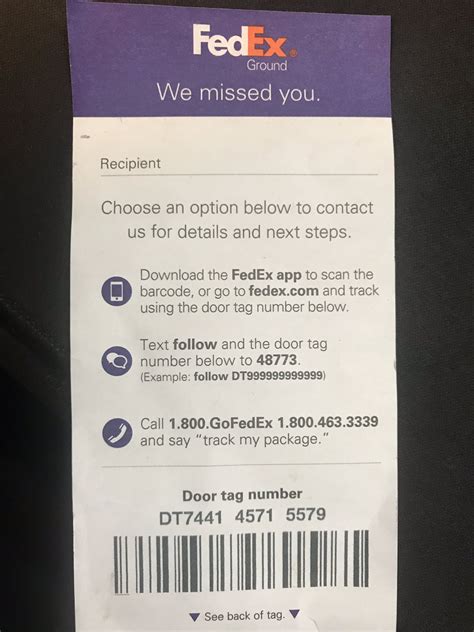 FedEx®
Ground
We missed you.
Recipient
Choose an option below to contact
us for details and next steps.
Download the FedEx app to scan the
barcode, or go to fedex.com and track
using the door tag number below.
Text follow and the door tag
number below to 48773.
(Example: follow DT999999999999)
Call 1.800.GoFedEx 1.800.463.3339
and say “track my package.”
Door tag number
DT7441 4571 5579
▼ See back of tag. ▼